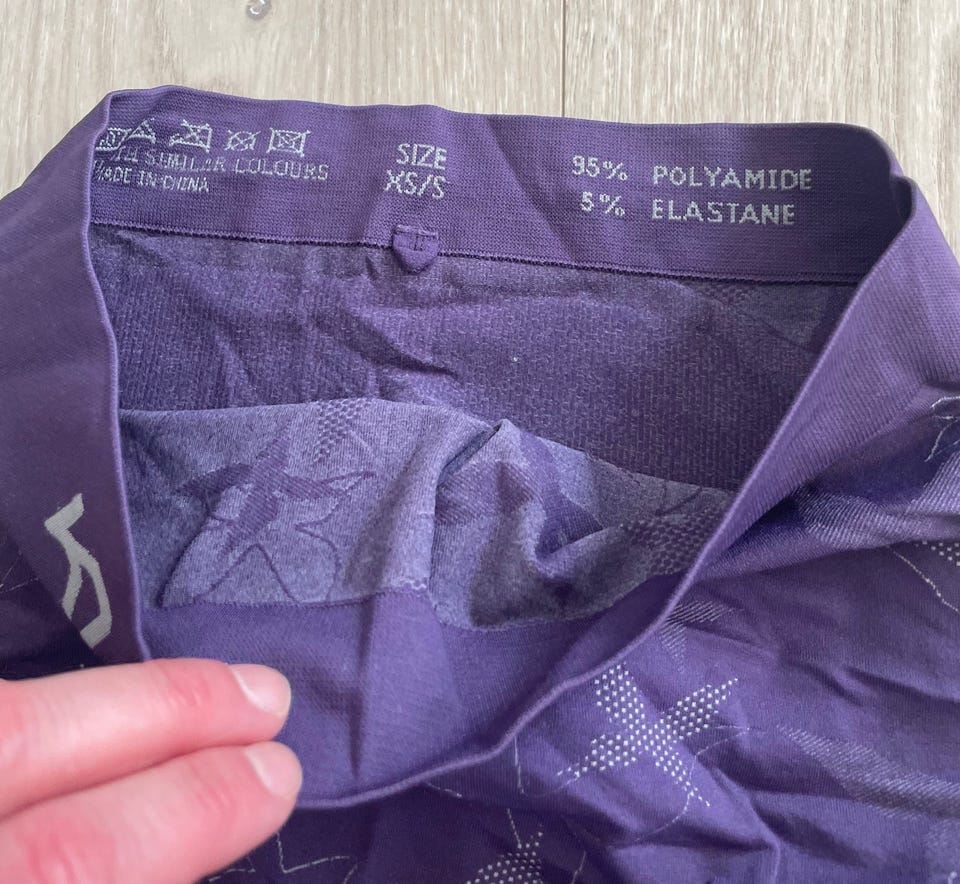 SIMILAR COLOURS
MADE IN CHINA
SIZE
XS/S
95% POLYAMIDE
5% ELASTANE